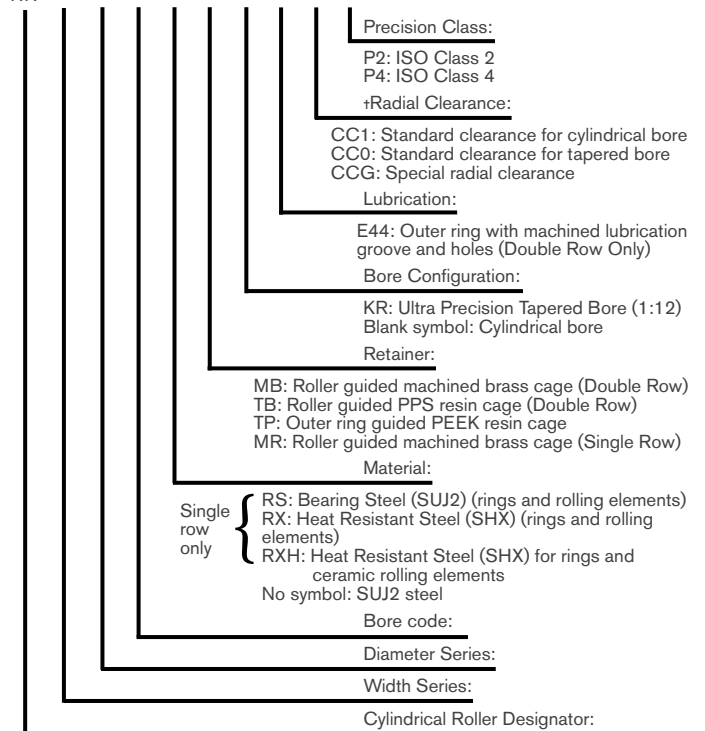 Precision Class:
P2: ISO Class 2
P4: ISO Class 4
†Radial Clearance:
CC1: Standard clearance for cylindrical bore
CC0: Standard clearance for tapered bore
CCG: Special radial clearance
Lubrication:
E44: Outer ring with machined lubrication
groove and holes (Double Row Only)
Bore Configuration:
KR: Ultra Precision Tapered Bore (1:12)
Blank symbol: Cylindrical bore
Retainer:
MB: Roller guided machined brass cage (Double Row)
TB: Roller guided PPS resin cage (Double Row)
TP: Outer ring guided PEEK resin cage
MR: Roller guided machined brass cage (Single Row)
Material:
Single
row
only
RS: Bearing Steel (SUJ2) (rings and rolling elements)
RX: Heat Resistant Steel (SHX) (rings and rolling
elements)
RXH: Heat Resistant Steel (SHX) for rings and
ceramic rolling elements
No symbol: SUJ2 steel
Bore code:
Diameter Series:
Width Series:
Cylindrical Roller Designator: